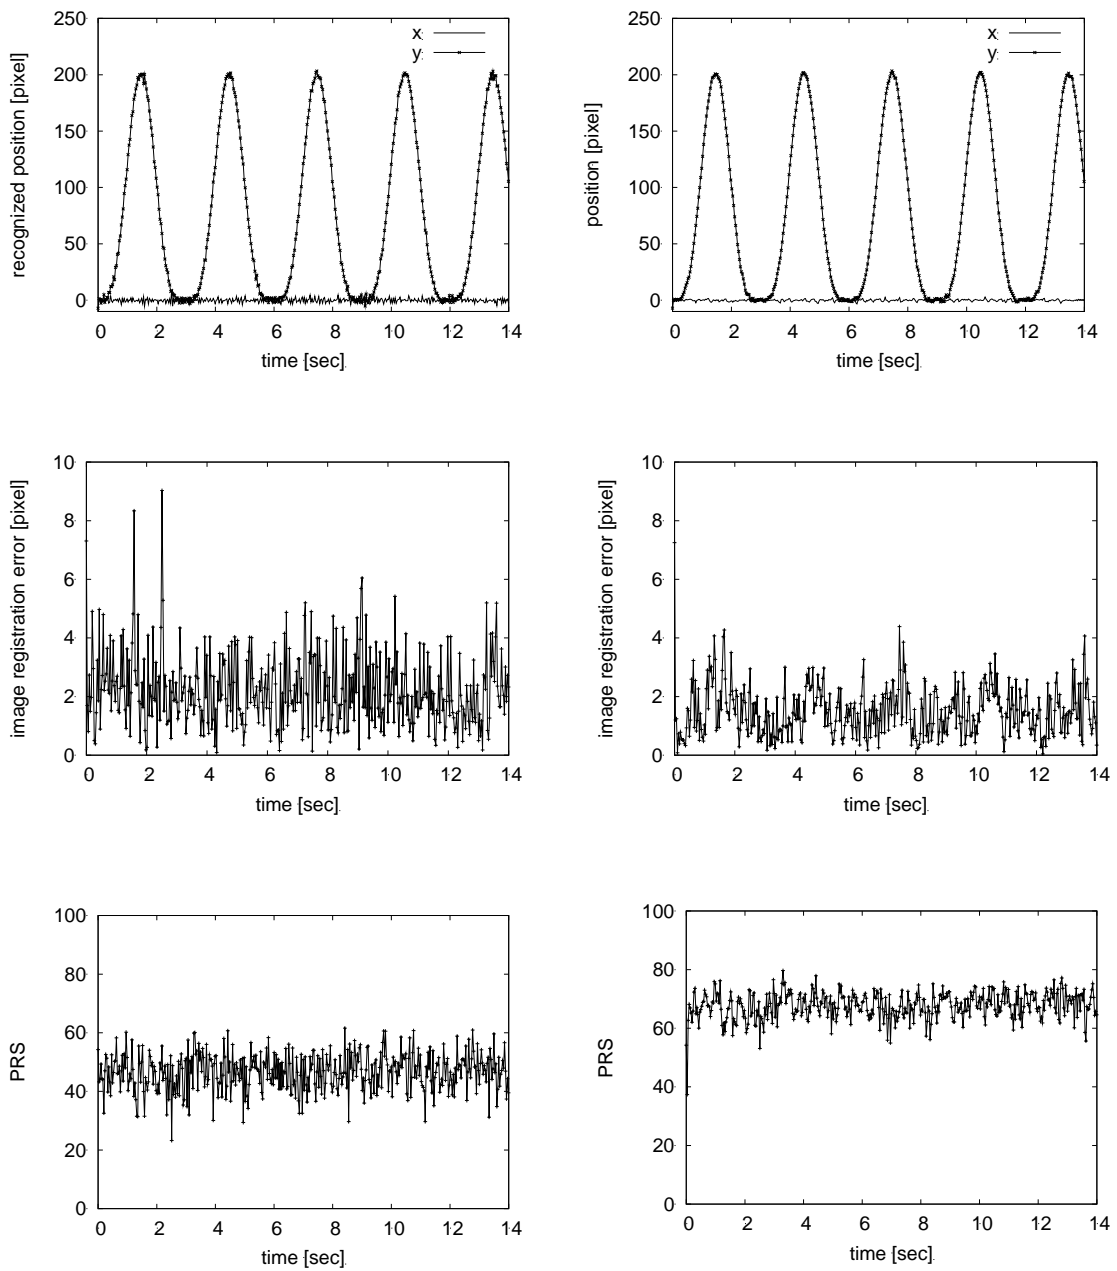 250
200
150
100
50
0
recognized position [pixel]
x
y
0 2 4 6 8 10 12 14
time [sec]
250
200
150
100
50
0
position [pixel]
x
y
0 2 4 6 8 10 12 14
time [sec]
10
8
6
4
2
0
image registration error [pixel]
0 2 4 6 8 10 12 14
time [sec]
10
8
6
4
2
0
image registration error [pixel]
0 2 4 6 8 10 12 14
time [sec]
100
80
60
40
20
0
PRS
0 2 4 6 8 10 12 14
time [sec]
100
80
60
40
20
0
PRS
0 2 4 6 8 10 12 14
time [sec]